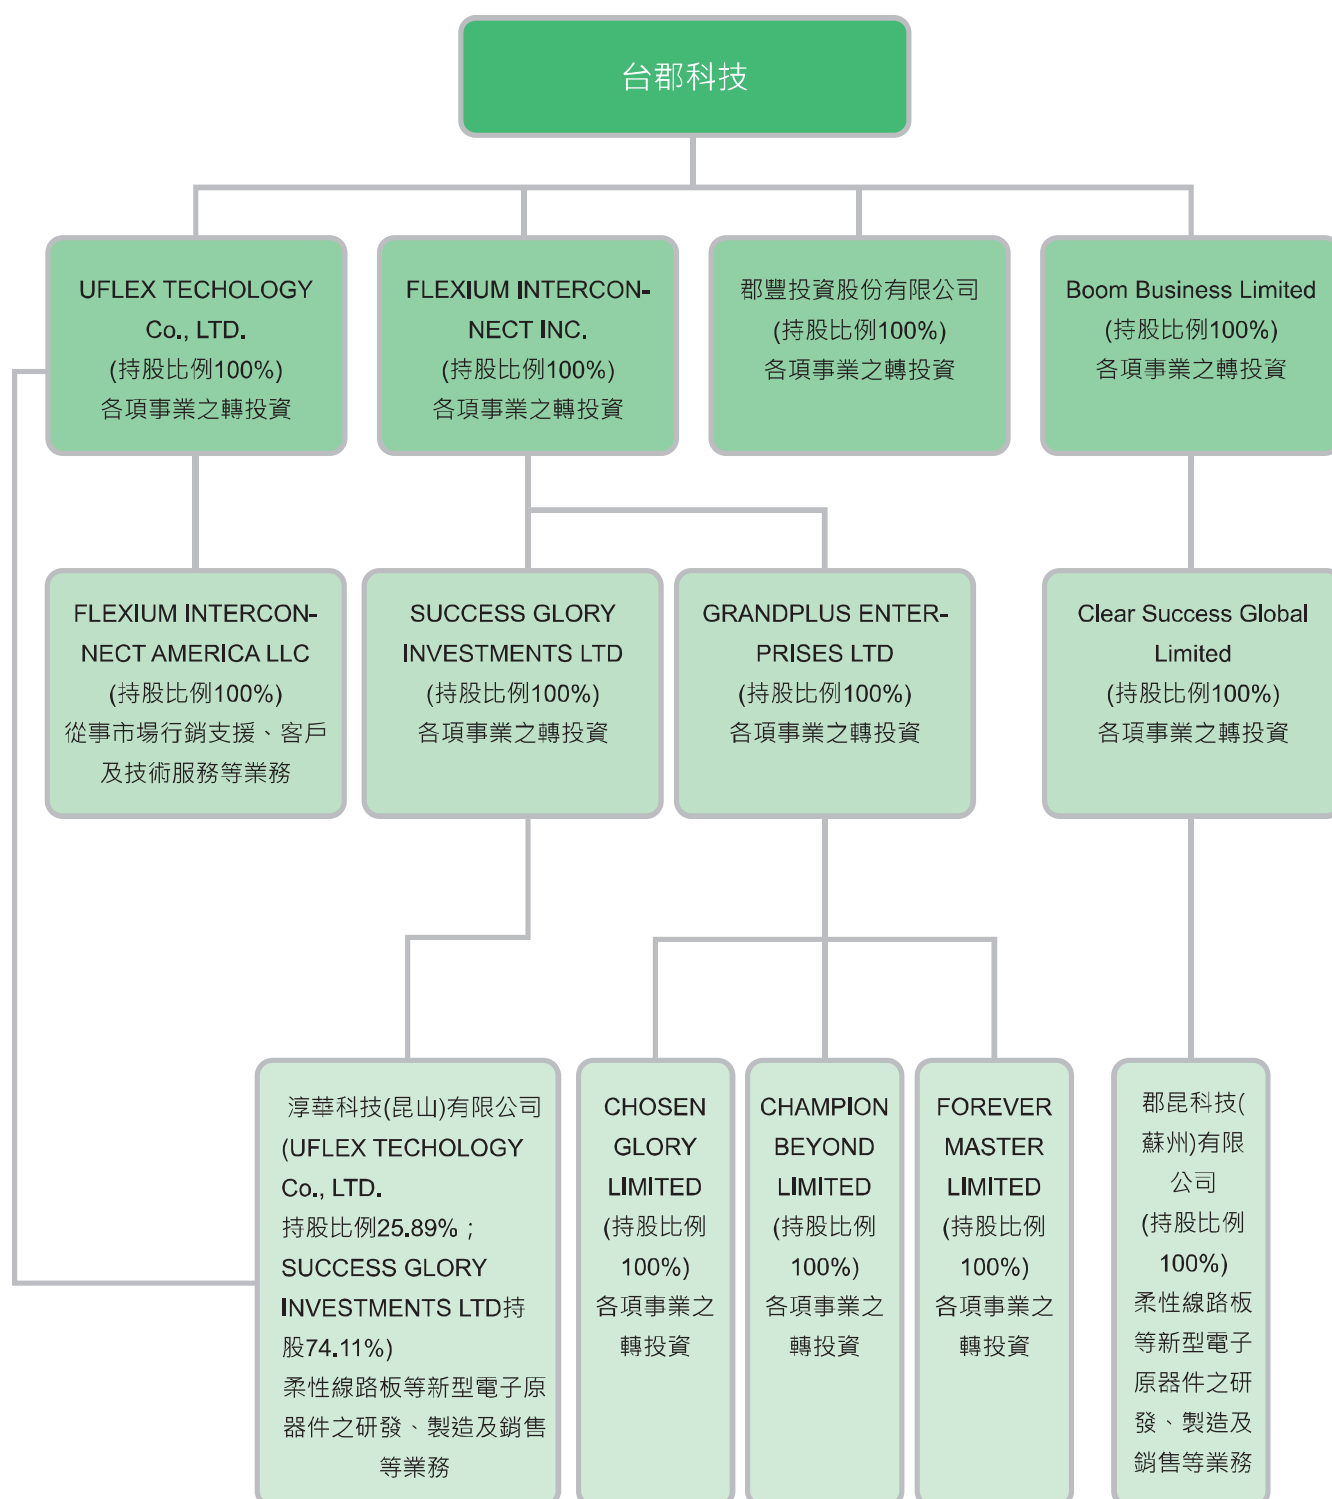 台郡科技
UFLEX TECHOLOGY
Co., LTD.
(持股比例100%)
各項事業之轉投資
FLEXIUM INTERCON-
NECT INC.
(持股比例100%)
各項事業之轉投資
郡豐投資股份有限公司
(持股比例100%)
各項事業之轉投資
Boom Business Limited
(持股比例100%)
各項事業之轉投資
FLEXIUM INTERCON-
NECT AMERICA LLC
(持股比例100%)
從事市場行銷支援、客戶
及技術服務等業務
SUCCESS GLORY
INVESTMENTS LTD
(持股比例100%)
各項事業之轉投資
GRANDPLUS ENTER-
PRISES LTD
(持股比例100%)
各項事業之轉投資
Clear Success Global
Limited
(持股比例100%)
各項事業之轉投資
淳華科技(昆山)有限公司
(UFLEX TECHOLOGY
Co., LTD.
持股比例25.89%；
SUCCESS GLORY
INVESTMENTS LTD持
股74.11%)
柔性線路板等新型電子原
器件之研發、製造及銷售
等業務
CHOSEN
GLORY
LIMITED
(持股比例
100%)
各項事業之
轉投資
CHAMPION
BEYOND
LIMITED
(持股比例
100%)
各項事業之
轉投資
FOREVER
MASTER
LIMITED
(持股比例
100%)
各項事業之
轉投資
郡昆科技(
蘇州)有限
公司
(持股比例
100%)
柔性線路板
等新型電子
原器件之研
發、製造及
銷售等業務